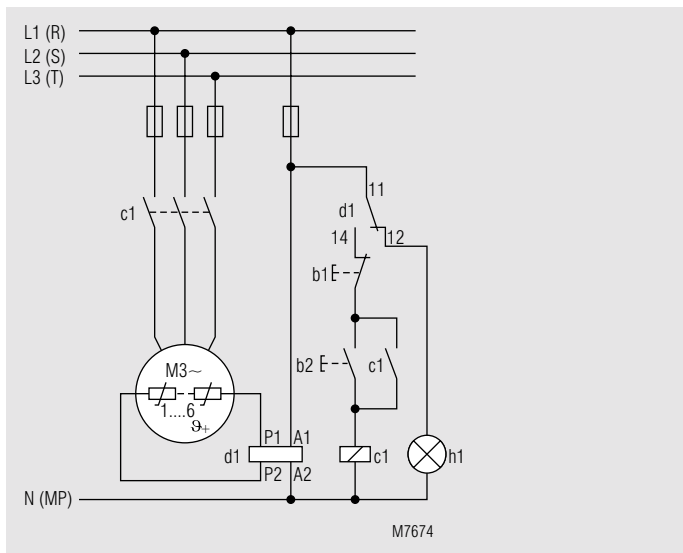 L1 (R)
L2 (S)
L3 (T)
c1
11
d1
14
12
b1
b2
c1
M3~
1....6
ϑ+
P1 A1
d1
P2 A2
c1
h1
N (MP)
M7674